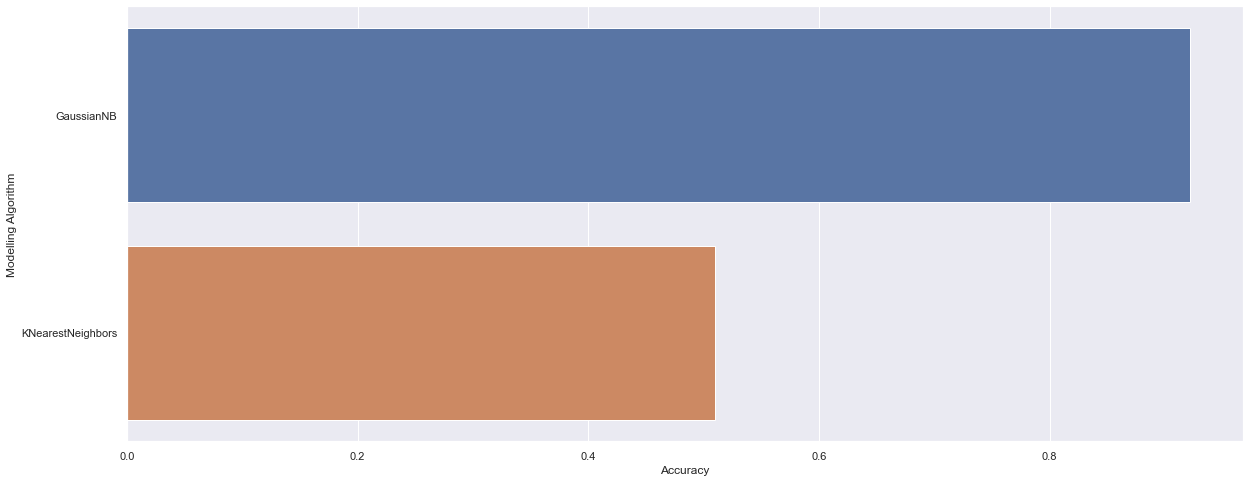 Modelling Algorithm
GaussianNB
KNearestNeighbors
0.0 0.2 0.4 0.6 0.8
Accuracy